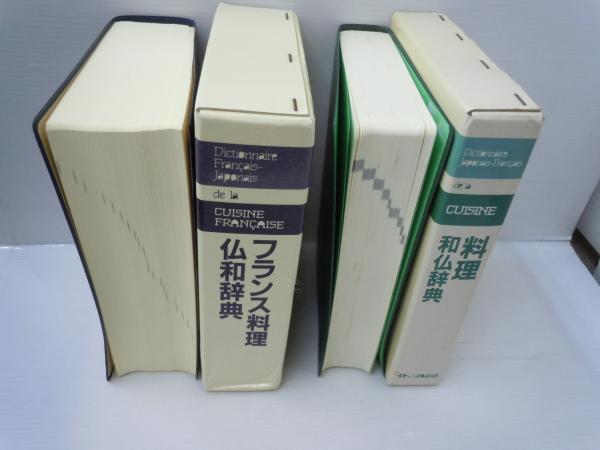 Dictionnaire
Français-
Japonais
de la
CUISINE
FRANÇAISE
フランス料理
仏和辞典
Dictionnaire
Japonais-Français
de la
CUISINE
料理
和仏辞典